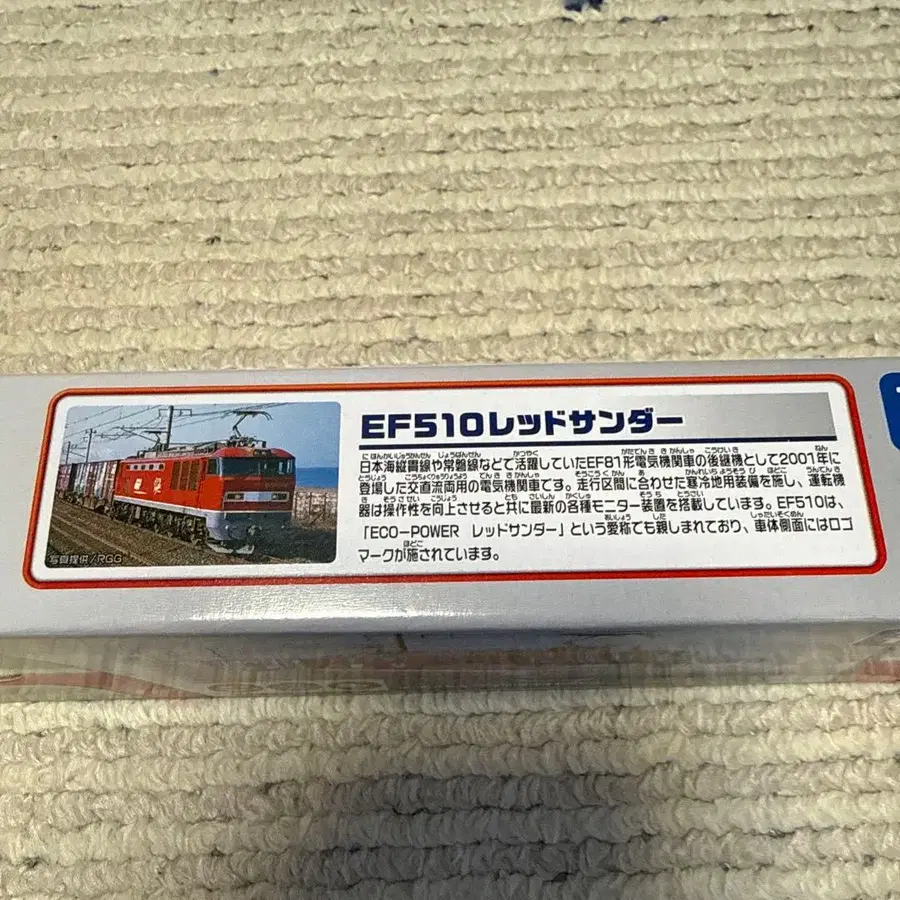 EF510レッドサンダー
日本海縦貫線や常磐線などで活躍していたEF81形電気機関車の後継機として2001年に
登場した交直流両用の電気機関車です。走行区間に合わせた寒冷地用装備を施し、運転機
器は操作性を向上させると共に最新の各種モニター装置を搭載しています。EF510は、
「ECO-POWER レッドサンダー」という愛称でも親しまれており、車体側面にはロゴ
マークが施されています。
写真提供/RGG